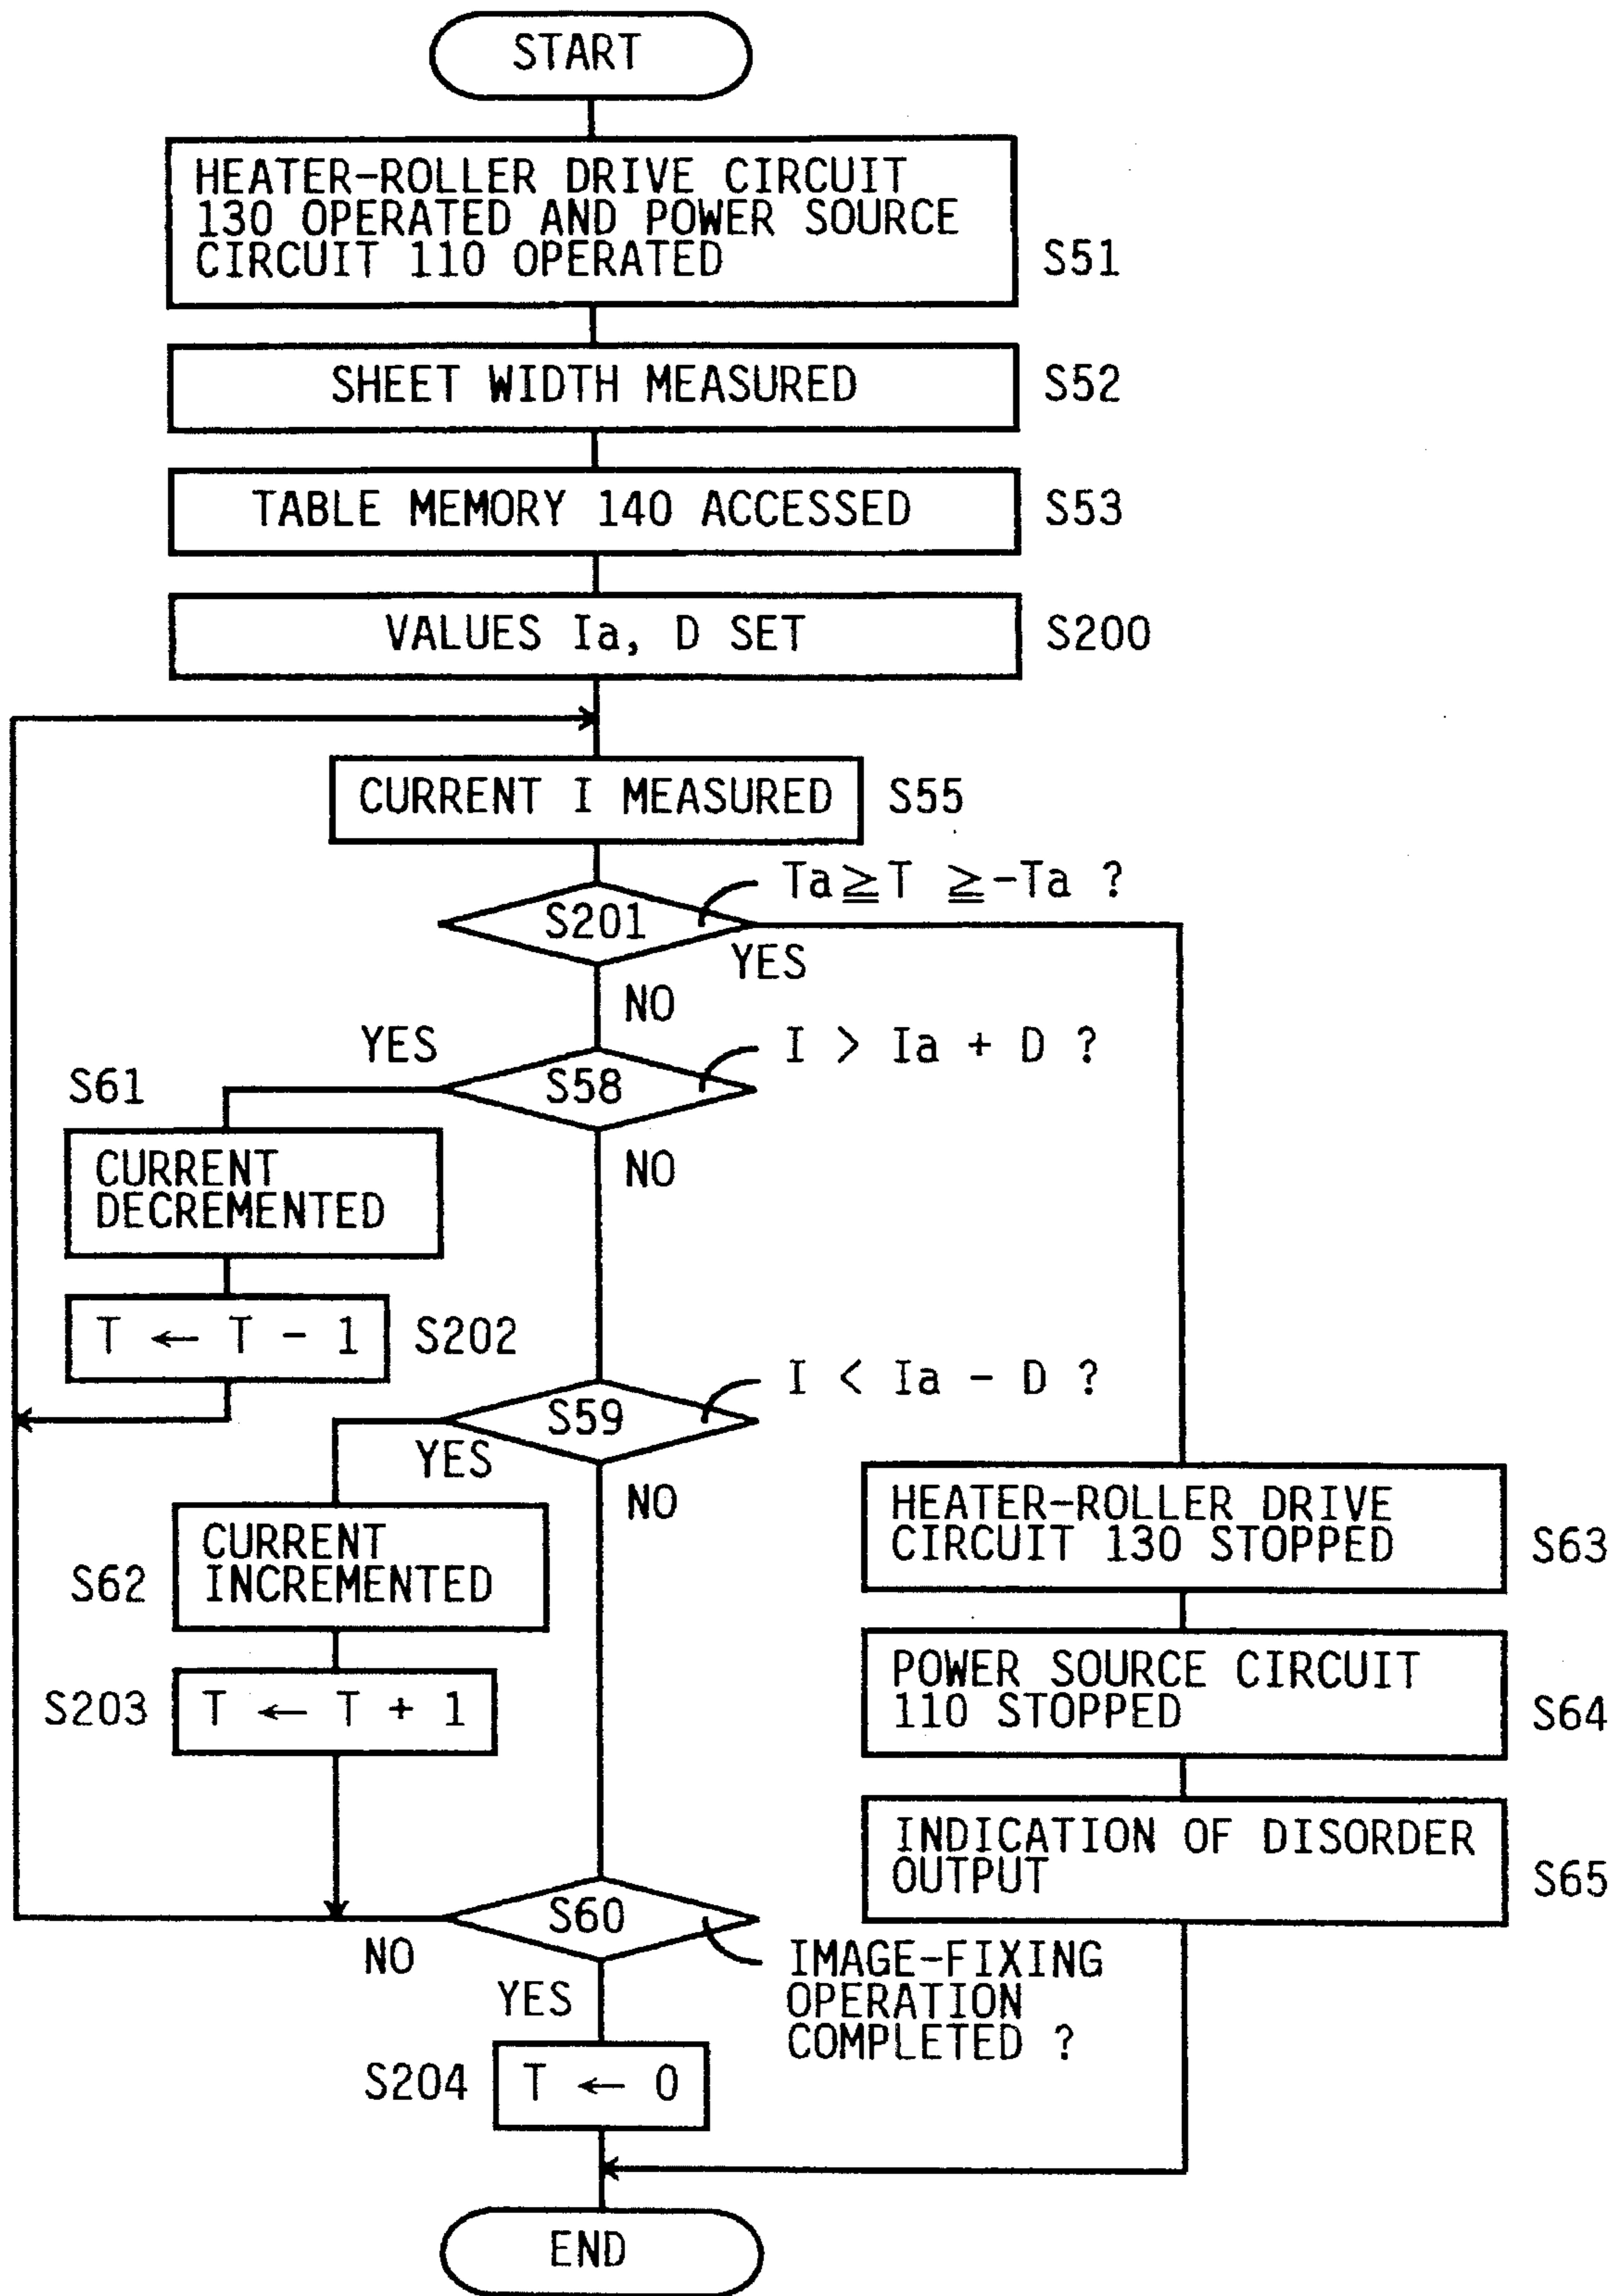 START
HEATER-ROLLER DRIVE CIRCUIT
130 OPERATED AND POWER SOURCE
CIRCUIT 110 OPERATED
S51
SHEET WIDTH MEASURED
S52
TABLE MEMORY 140 ACCESSED
S53
VALUES Ia, D SET
S200
CURRENT I MEASURED
S55
Ta≧T ≧-Ta ?
S201
YES
NO
I > Ia + D ?
YES
S58
S61
NO
CURRENT
DECREMENTED
T ← T - 1
S202
I < Ia - D ?
S59
YES
NO
CURRENT
INCREMENTED
S62
T ← T + 1
S203
HEATER-ROLLER DRIVE
CIRCUIT 130 STOPPED
S63
POWER SOURCE CIRCUIT
110 STOPPED
S64
INDICATION OF DISORDER
OUTPUT
S65
S60
NO
IMAGE-FIXING
OPERATION
COMPLETED ?
YES
S204
T ← 0
END